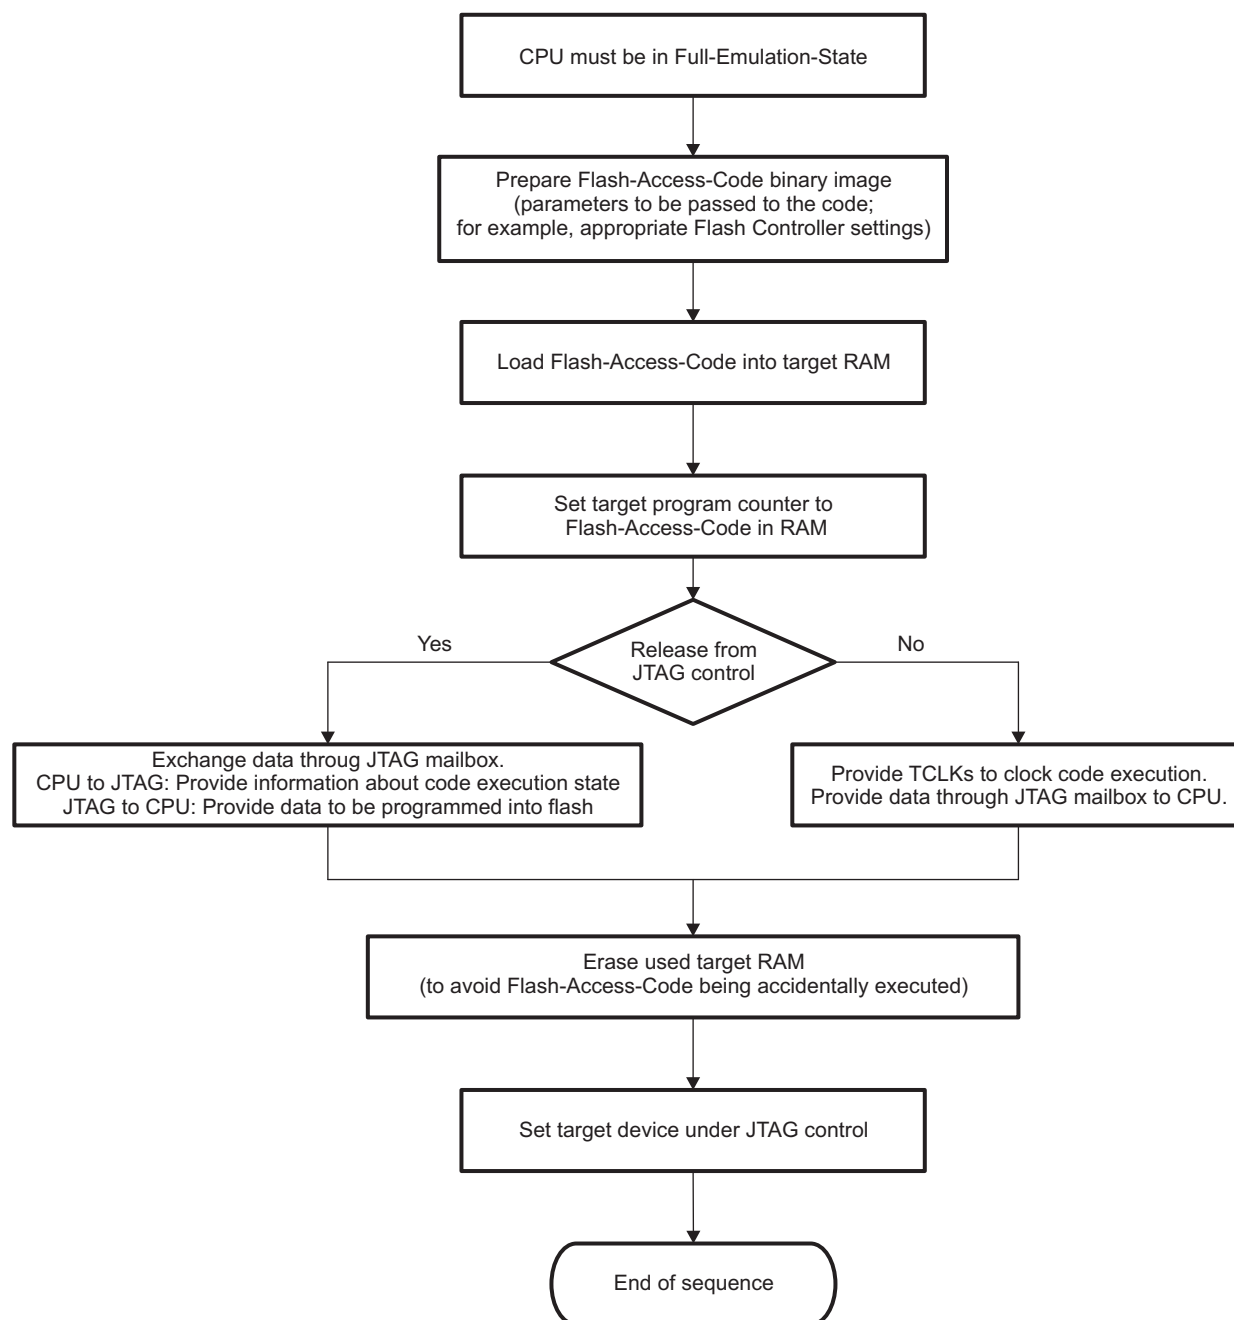 CPU must be in Full-Emulation-State
Prepare Flash-Access-Code binary image
(parameters to be passed to the code;
for example, appropriate Flash Controller settings)
Load Flash-Access-Code into target RAM
Set target program counter to
Flash-Access-Code in RAM
Release from
JTAG control
Yes
No
Exchange data throug JTAG mailbox.
CPU to JTAG: Provide information about code execution state
JTAG to CPU: Provide data to be programmed into flash
Provide TCLKs to clock code execution.
Provide data through JTAG mailbox to CPU.
Erase used target RAM
(to avoid Flash-Access-Code being accidentally executed)
Set target device under JTAG control
End of sequence